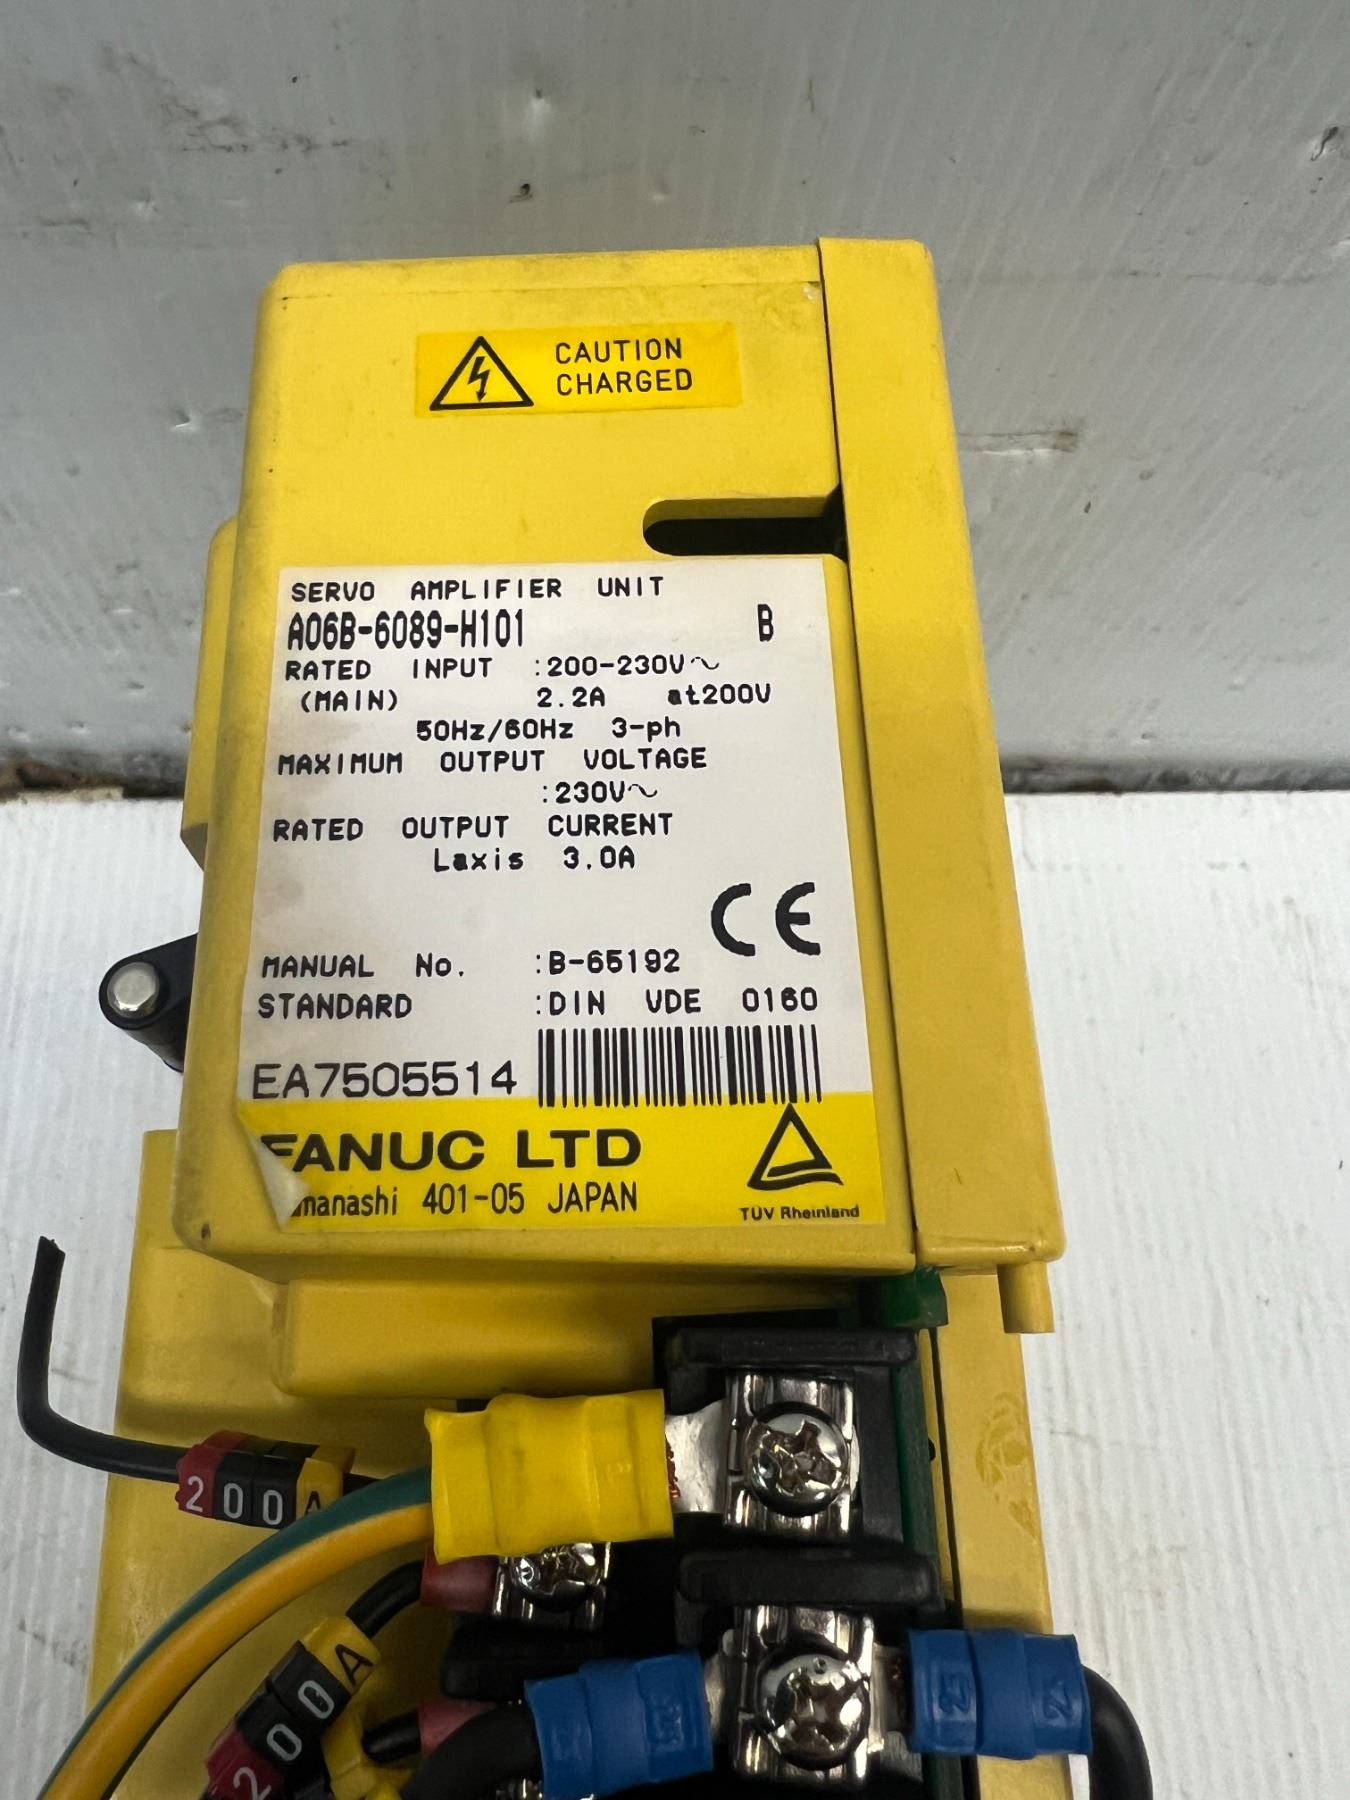 CAUTION
CHARGED
SERVO AMPLIFIER UNIT
A06B-6089-H101 B
RATED INPUT :200-230V~
(MAIN) 2.2A at200V
50Hz/60Hz 3-ph
MAXIMUM OUTPUT VOLTAGE
:230V~
RATED OUTPUT CURRENT
Laxis 3.0A
CE
MANUAL No. :B-65192
STANDARD :DIN VDE 0160
EA7505514
FANUC LTD
manashi 401-05 JAPAN
TÜV Rheinland
200A
200A